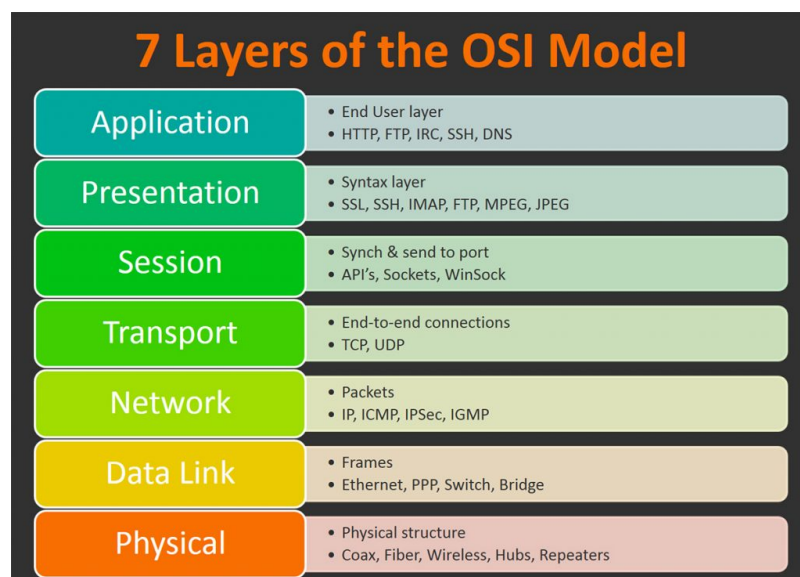 7 Layers of the OSI Model
Application
• End User layer
• HTTP, FTP, IRC, SSH, DNS
Presentation
• Syntax layer
• SSL, SSH, IMAP, FTP, MPEG, JPEG
Session
• Synch & send to port
• API's, Sockets, WinSock
Transport
• End-to-end connections
• TCP, UDP
Network
• Packets
• IP, ICMP, IPSec, IGMP
Data Link
• Frames
• Ethernet, PPP, Switch, Bridge
Physical
• Physical structure
• Coax, Fiber, Wireless, Hubs, Repeaters